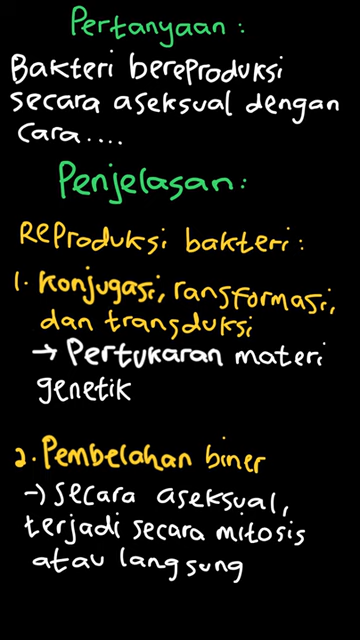 Pertanyaan :
Bakteri bereproduksi
secara aseksual dengan
cara....
Penjelasan:
Reproduksi bakteri :
1. Konjugasi, ransformasi,
dan transduksi
→ Pertukaran materi
genetik
2. Pembelahan biner
→ secara aseksual,
terjadi secara mitosis
atau langsung